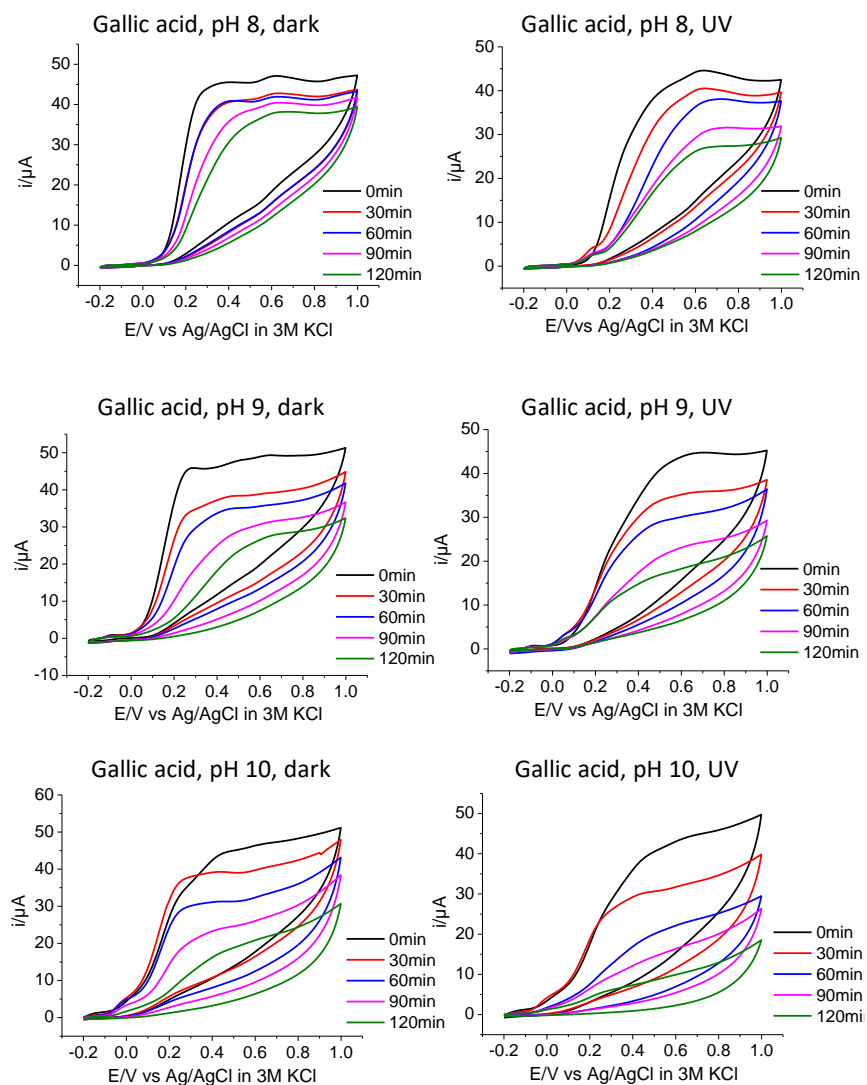 Gallic acid, pH 8, dark
50
40
30
20
10
0
i/µA
-0.2 0.0 0.2 0.4 0.6 0.8 1.0
E/V vs Ag/AgCl in 3M KCl
0min
30min
60min
90min
120min
Gallic acid, pH 8, UV
50
40
30
20
10
0
i/µA
-0.2 0.0 0.2 0.4 0.6 0.8 1.0
E/Vvs Ag/AgCl in 3M KCl
0min
30min
60min
90min
120min
Gallic acid, pH 9, dark
50
40
30
20
10
0
-10
i/µA
-0.2 0.0 0.2 0.4 0.6 0.8 1.0
E/V vs Ag/AgCl in 3M KCl
0min
30min
60min
90min
120min
Gallic acid, pH 9, UV
50
40
30
20
10
0
i/µA
-0.2 0.0 0.2 0.4 0.6 0.8 1.0
E/V vs Ag/AgCl in 3M KCl
0min
30min
60min
90min
120min
Gallic acid, pH 10, dark
60
50
40
30
20
10
0
i/µA
-0.2 0.0 0.2 0.4 0.6 0.8 1.0
E/V vs Ag/AgCl in 3M KCl
0min
30min
60min
90min
120min
Gallic acid, pH 10, UV
50
40
30
20
10
0
i/µA
-0.2 0.0 0.2 0.4 0.6 0.8 1.0
E/V vs Ag/AgCl in 3M KCl
0min
30min
60min
90min
120mi